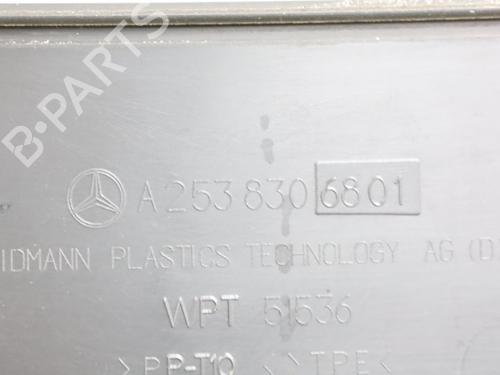 B-PARTS
A 253 830 6801
IDMANN PLASTICS TECHNOLOGY AG (D
WPT 51536
>PP-T10< >TPE<